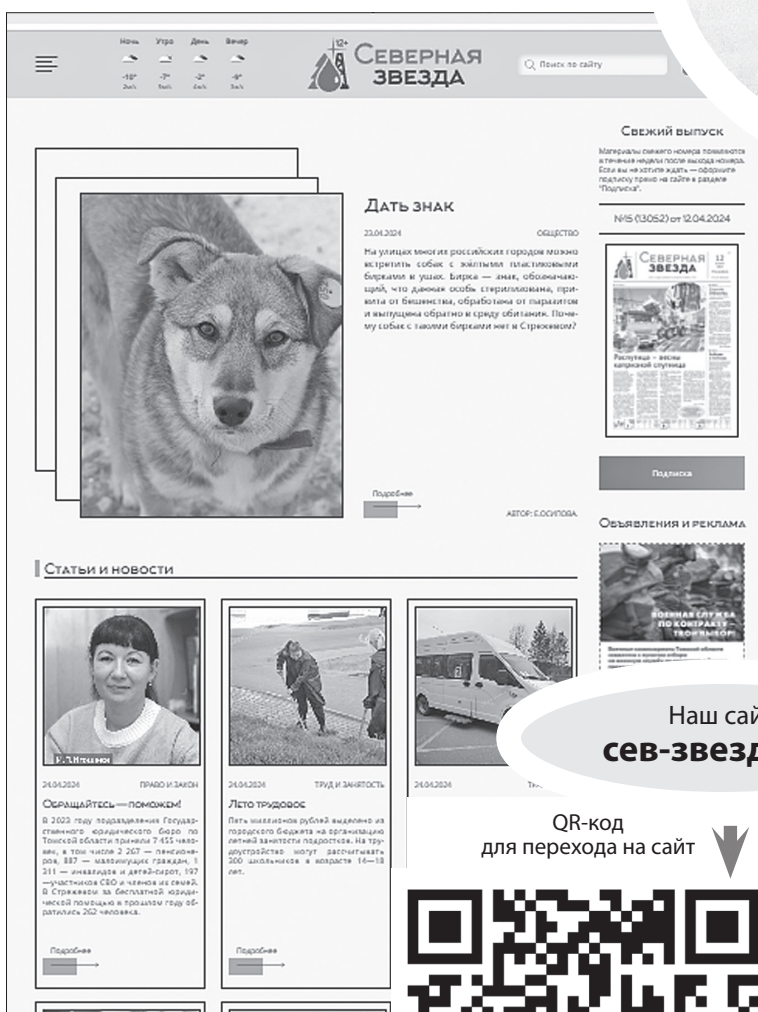 Ночь Утро День Вечер
-10° -7° -2° -9°
12+
СЕВЕРНАЯ
ЗВЕЗДА
Поиск по сайту
СВЕЖИЙ ВЫПУСК
Материалы свежего номера появляются
в течение недели после выхода номера.
Если вы не хотите ждать — оформите
подписку прямо на сайте в разделе
"Подписка".
№15 (13052) от 12.04.2024
СЕВЕРНАЯ
ЗВЕЗДА
12
Распутица – весны
капризной спутница
Подписка
ДАТЬ ЗНАК
23.04.2024 ОБЩЕСТВО
На улицах многих российских городов можно
встретить собак с жёлтыми пластиковыми
бирками в ушах. Бирка — знак, обозначаю-
щий, что данная особь стерилизована, при-
вита от бешенства, обработана от паразитов
и выпущена обратно в среду обитания. Поче-
му собак с такими бирками нет в Стрежевом?
Подробнее
АВТОР: Е.ОСИПОВА.
ОБЪЯВЛЕНИЯ И РЕКЛАМА
ВОЕННАЯ СЛУЖБА
ПО КОНТРАКТУ –
ТВОЙ ВЫБОР!
СТАТЬИ И НОВОСТИ
24.04.2024 ПРАВО И ЗАКОН
ОБРАЩАЙТЕСЬ — ПОМОЖЕМ!
В 2023 году подразделения Государ-
ственного юридического бюро по
Томской области приняли 7 455 чело-
век, в том числе 2 267 — пенсионе-
ров, 887 — малоимущих граждан, 1
311 — инвалидов и детей-сирот, 197
—участников СВО и членов их семей.
В Стрежевом за бесплатной юриди-
ческой помощью в прошлом году об-
ратились 262 человека.
Подробнее
24.04.2024 ТРУД И ЗАНЯТОСТЬ
ЛЕТО ТРУДОВОЕ
Пять миллионов рублей выделено из
городского бюджета на организацию
летней занятости подростков. На тру-
доустройство могут рассчитывать
300 школьников в возрасте 14—18
лет.
Подробнее
24.04.2024
Наш сай
сев-звезд
QR-код
для перехода на сайт